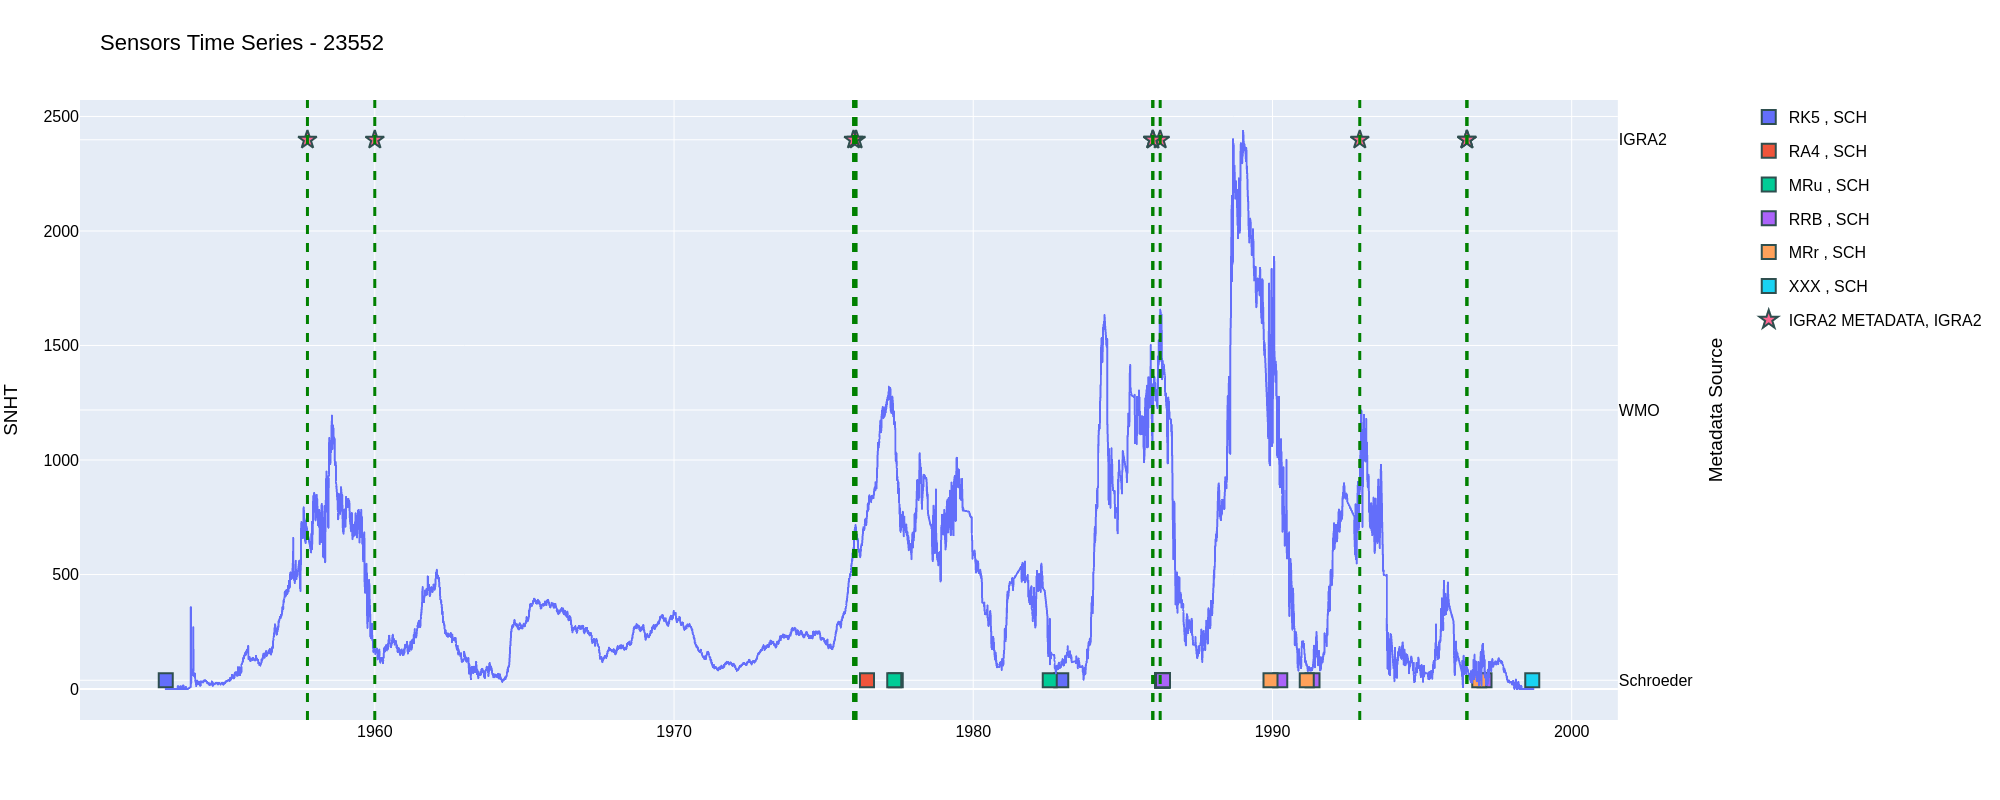 Sensors Time Series - 23552
SNHT
2500
2000
1500
1000
500
0
1960
1970
1980
1990
2000
IGRA2
WMO
Schroeder
Metadata Source
RK5 , SCH
RA4 , SCH
MRu , SCH
RRB , SCH
MRr , SCH
XXX , SCH
IGRA2 METADATA, IGRA2